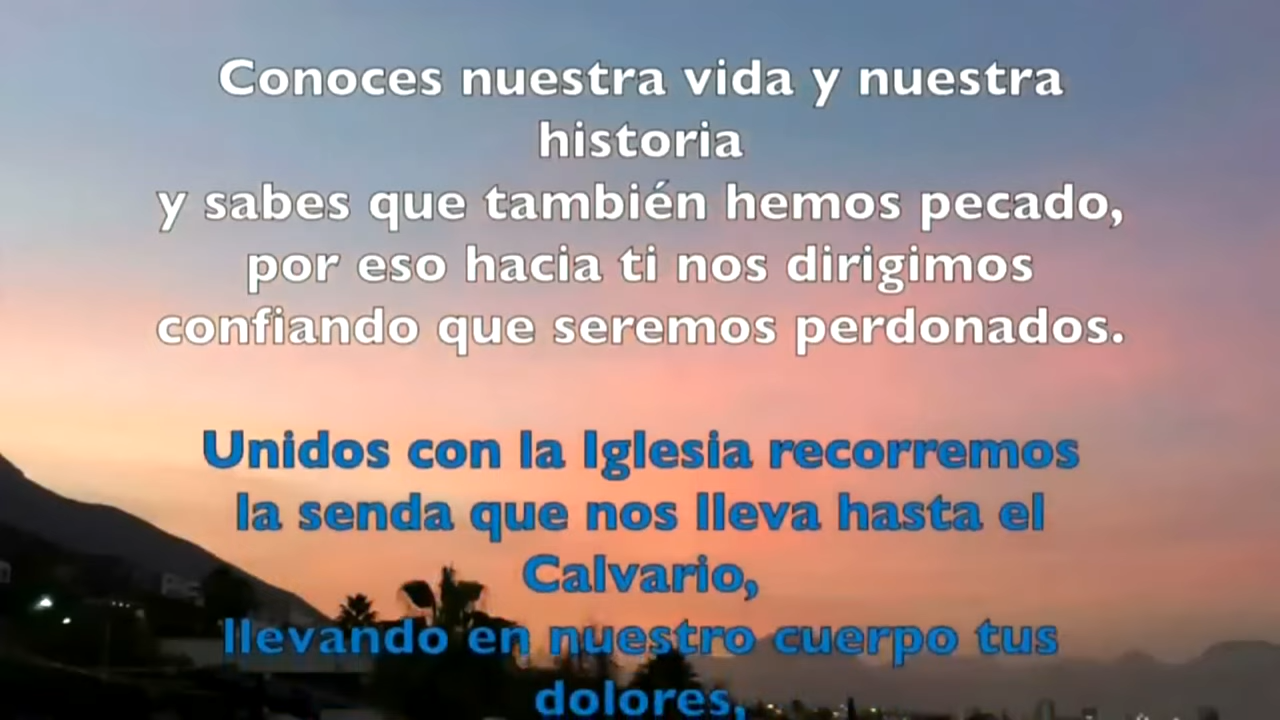 Conoces nuestra vida y nuestra
historia
y sabes que también hemos pecado,
por eso hacia ti nos dirigimos
confiando que seremos perdonados.
Unidos con la Iglesia recorremos
la senda que nos lleva hasta el
Calvario,
llevando en nuestro cuerpo tus
dolores,